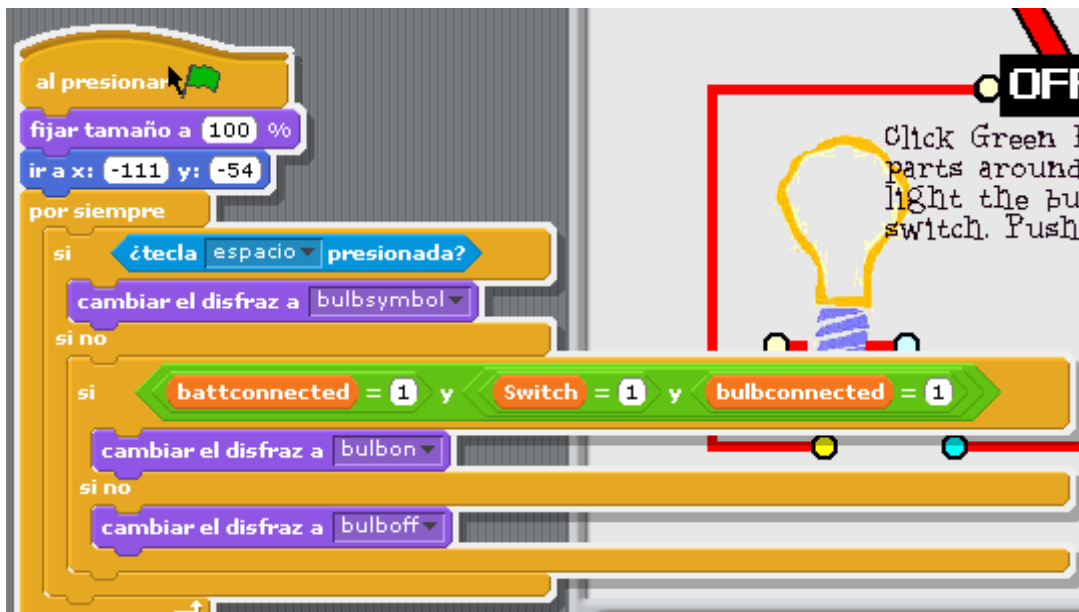 al presionar
fijar tamaño a 100 %
ir a x: -111 y: -54
por siempre
si ¿tecla espacio presionada?
cambiar el disfraz a bulbsymbol
si no
si battconnected = 1 y Switch = 1 y bulbconnected = 1
cambiar el disfraz a bulbon
si no
cambiar el disfraz a bulboff
OFF
Click Green
parts around
light the
switch. Push